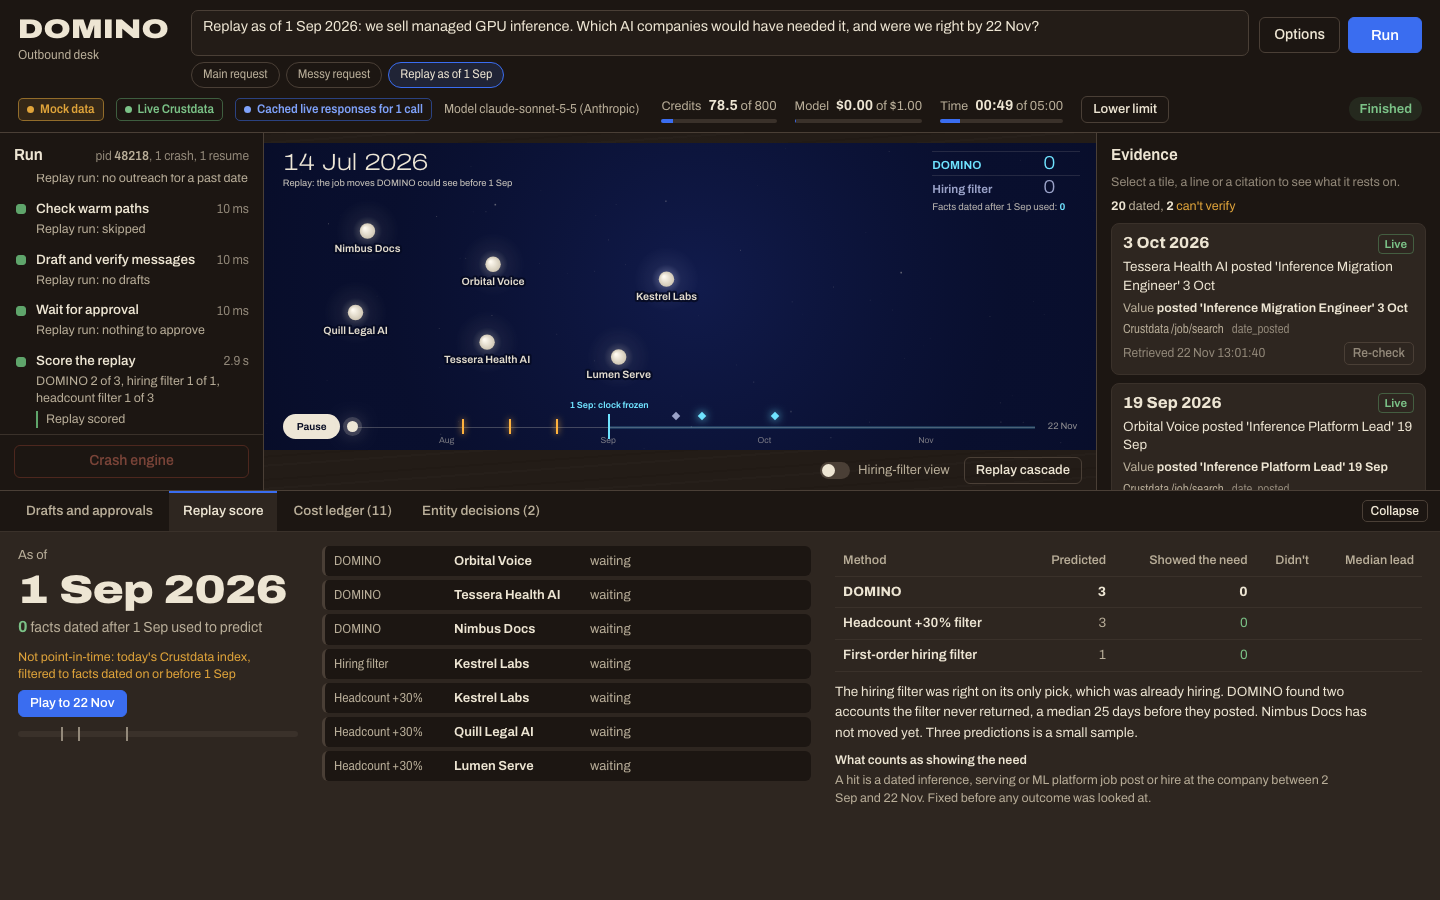 DOMINO
Outbound desk
Replay as of 1 Sep 2026: we sell managed GPU inference. Which AI companies would have needed it, and were we right by 22 Nov?
Options
Run
Main request
Messy request
Replay as of 1 Sep
Mock data
Live Crustdata
Cached live responses for 1 call
Model claude-sonnet-5-5 (Anthropic)
Credits 78.5 of 800
Model $0.00 of $1.00
Time 00:49 of 05:00
Lower limit
Finished
Run
pid 48218, 1 crash, 1 resume
Replay run: no outreach for a past date
Check warm paths 10 ms
Replay run: skipped
Draft and verify messages 10 ms
Replay run: no drafts
Wait for approval 10 ms
Replay run: nothing to approve
Score the replay 2.9 s
DOMINO 2 of 3, hiring filter 1 of 1,
headcount filter 1 of 3
Replay scored
Crash engine
14 Jul 2026
Replay: the job moves DOMINO could see before 1 Sep
DOMINO 0
Hiring filter 0
Facts dated after 1 Sep used: 0
Nimbus Docs
Orbital Voice
Kestrel Labs
Quill Legal AI
Tessera Health AI
Lumen Serve
1 Sep: clock frozen
Pause
Aug
Sep
Oct
Nov
22 Nov
Hiring-filter view
Replay cascade
Evidence
Select a tile, a line or a citation to see what it rests on.
20 dated, 2 can't verify
3 Oct 2026
Live
Tessera Health AI posted 'Inference Migration
Engineer' 3 Oct
Value posted 'Inference Migration Engineer' 3 Oct
Crustdata /job/search date_posted
Retrieved 22 Nov 13:01:40
Re-check
19 Sep 2026
Live
Orbital Voice posted 'Inference Platform Lead' 19
Sep
Value posted 'Inference Platform Lead' 19 Sep
Crustdata /job/search date_posted
Drafts and approvals
Replay score
Cost ledger (11)
Entity decisions (2)
Collapse
As of
1 Sep 2026
0 facts dated after 1 Sep used to predict
Not point-in-time: today's Crustdata index,
filtered to facts dated on or before 1 Sep
Play to 22 Nov
DOMINO Orbital Voice waiting
DOMINO Tessera Health AI waiting
DOMINO Nimbus Docs waiting
Hiring filter Kestrel Labs waiting
Headcount +30% Kestrel Labs waiting
Headcount +30% Quill Legal AI waiting
Headcount +30% Lumen Serve waiting
Method Predicted Showed the need Didn't Median lead
DOMINO 3 0
Headcount +30% filter 3 0
First-order hiring filter 1 0
The hiring filter was right on its only pick, which was already hiring. DOMINO found two
accounts the filter never returned, a median 25 days before they posted. Nimbus Docs has
not moved yet. Three predictions is a small sample.
What counts as showing the need
A hit is a dated inference, serving or ML platform job post or hire at the company between 2
Sep and 22 Nov. Fixed before any outcome was looked at.